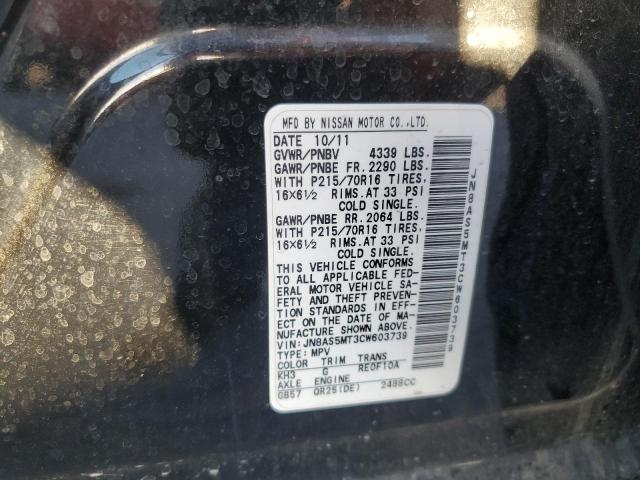 MFD BY NISSAN MOTOR CO.,LTD.
DATE 10/11
GVWR/PNBV 4339 LBS.
GAWR/PNBE FR. 2290 LBS.
WITH P215/70R16 TIRES,
16×6½ RIMS.AT 33 PSI
COLD SINGLE.
GAWR/PNBE RR. 2064 LBS.
WITH P215/70R16 TIRES,
16×6½ RIMS.AT 33 PSI
COLD SINGLE.
THIS VEHICLE CONFORMS
TO ALL APPLICABLE FED-
ERAL MOTOR VEHICLE SA-
FETY AND THEFT PREVEN-
TION STANDARDS IN EFF-
ECT ON THE DATE OF MA-
NUFACTURE SHOWN ABOVE.
VIN: JN8AS5MT3CW603739
TYPE: MPV
COLOR TRIM TRANS
KH3 G RE0F10A
AXLE ENGINE
GB57 QR25(DE) 2488CC
JN8AS5MT3CW603739